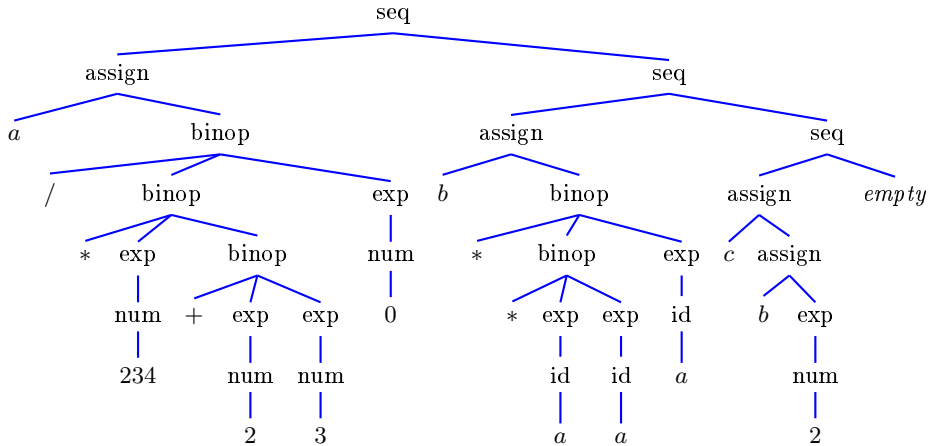 seq
assign seq
a binop assign seq
/ binop exp b binop assign empty
* exp binop num * binop exp c assign
num + exp exp 0 * exp exp id b exp
234 num num id id a num
2 3 a a 2